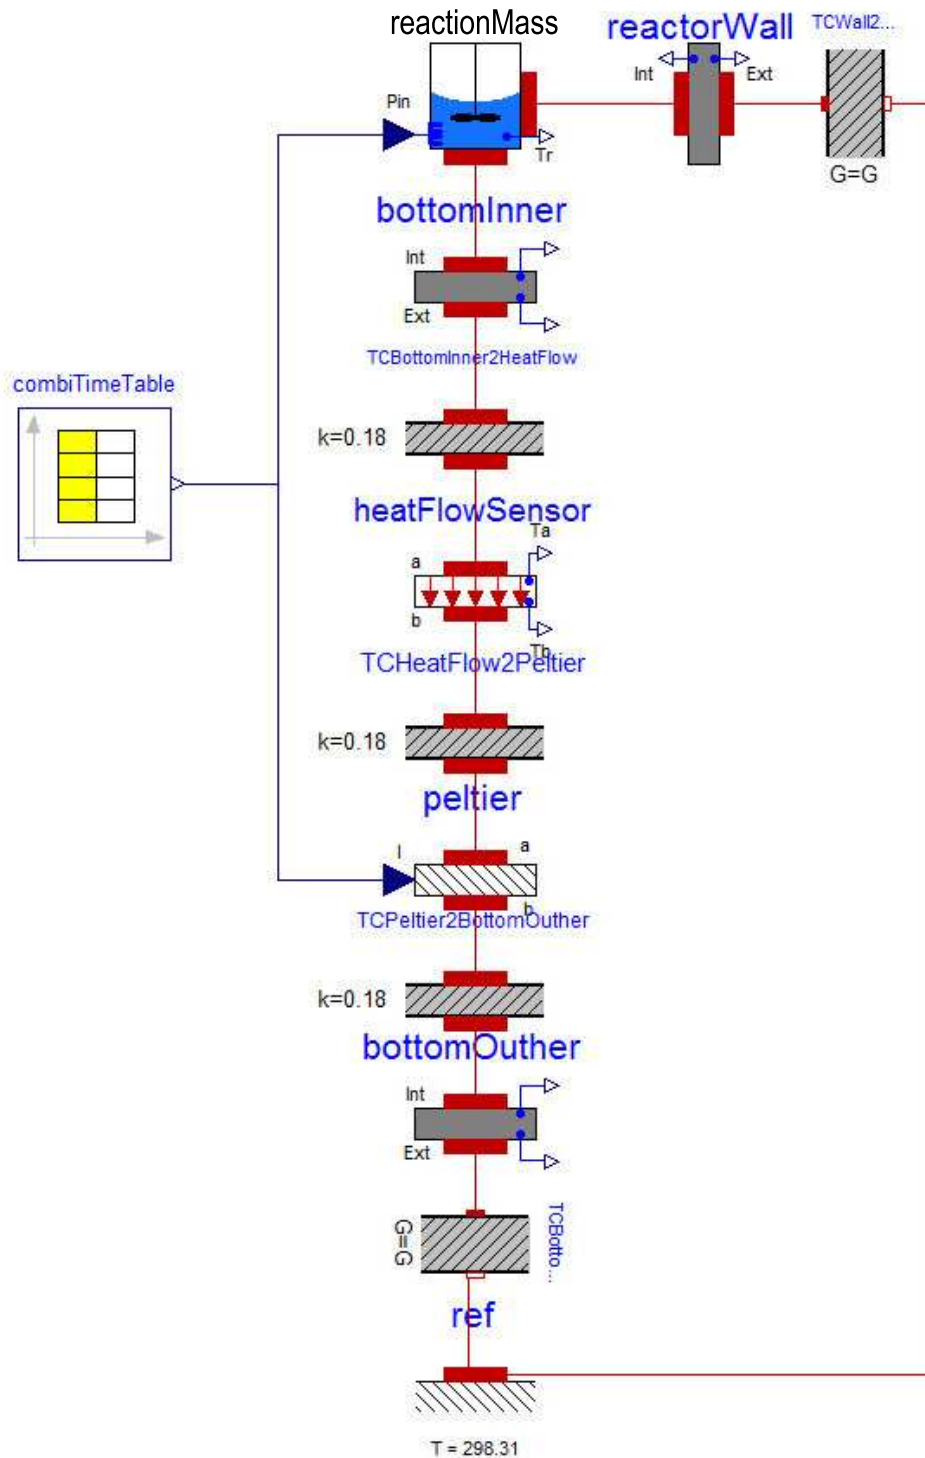 reactionMass
reactorWall
TCWall2...
Int
Ext
Pin
Tr
G=G
bottomInner
Int
Ext
TCBottomInner2HeatFlow
combiTimeTable
k=0.18
heatFlowSensor
Ta
a
b
Tb
TCHeatFlow2Peltier
k=0.18
peltier
I
a
b
TCPeltier2BottomOuther
k=0.18
bottomOuther
Int
Ext
G=G
TCBotto...
ref
T = 298.31